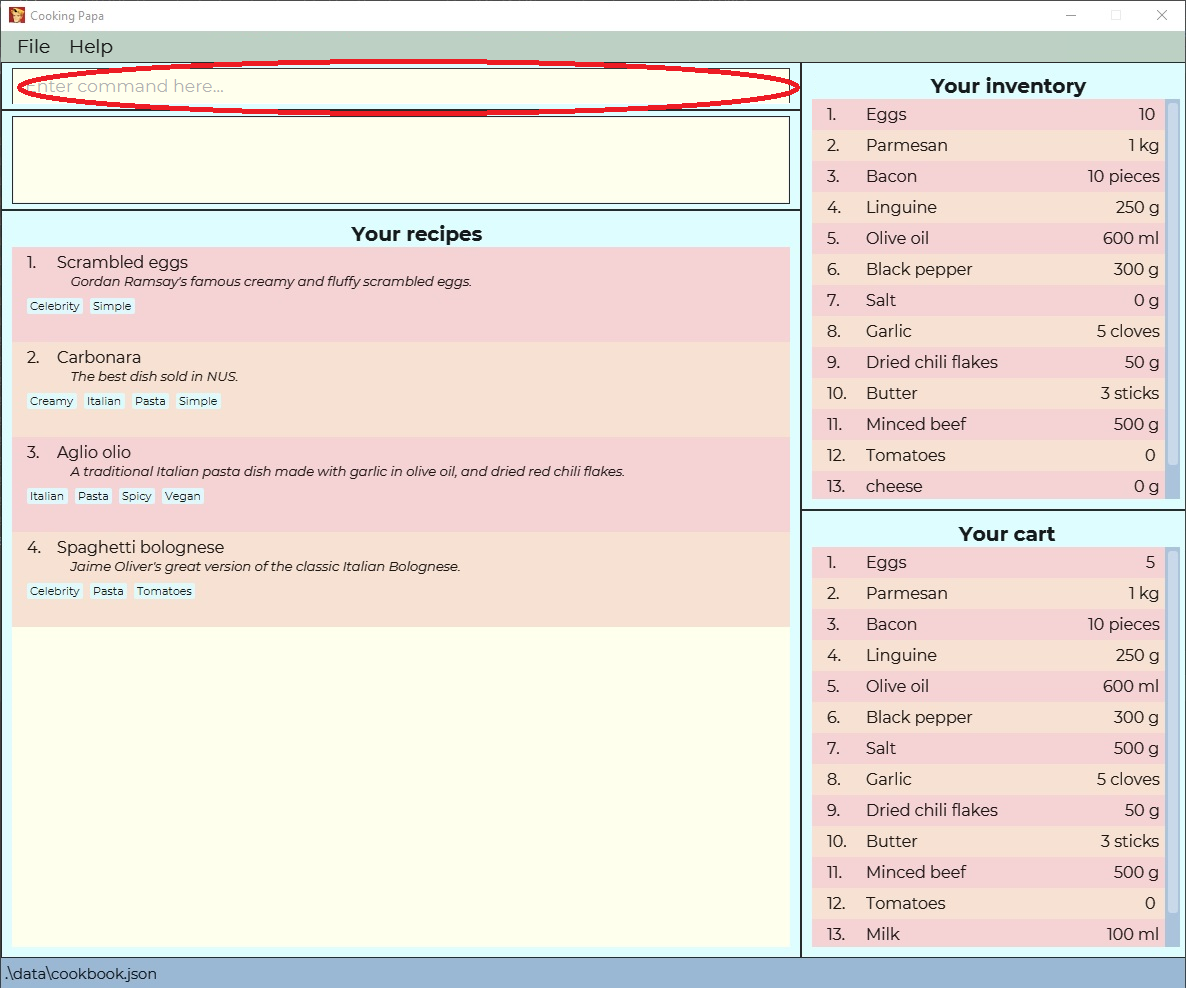 Cooking Papa
File Help
Enter command here...
Your recipes
1. Scrambled eggs
Gordan Ramsay's famous creamy and fluffy scrambled eggs.
Celebrity Simple
2. Carbonara
The best dish sold in NUS.
Creamy Italian Pasta Simple
3. Aglio olio
A traditional Italian pasta dish made with garlic in olive oil, and dried red chili flakes.
Italian Pasta Spicy Vegan
4. Spaghetti bolognese
Jaime Oliver's great version of the classic Italian Bolognese.
Celebrity Pasta Tomatoes
Your inventory
1. Eggs 10
2. Parmesan 1 kg
3. Bacon 10 pieces
4. Linguine 250 g
5. Olive oil 600 ml
6. Black pepper 300 g
7. Salt 0 g
8. Garlic 5 cloves
9. Dried chili flakes 50 g
10. Butter 3 sticks
11. Minced beef 500 g
12. Tomatoes 0
13. cheese 0 g
Your cart
1. Eggs 5
2. Parmesan 1 kg
3. Bacon 10 pieces
4. Linguine 250 g
5. Olive oil 600 ml
6. Black pepper 300 g
7. Salt 500 g
8. Garlic 5 cloves
9. Dried chili flakes 50 g
10. Butter 3 sticks
11. Minced beef 500 g
12. Tomatoes 0
13. Milk 100 ml
.\data\cookbook.json